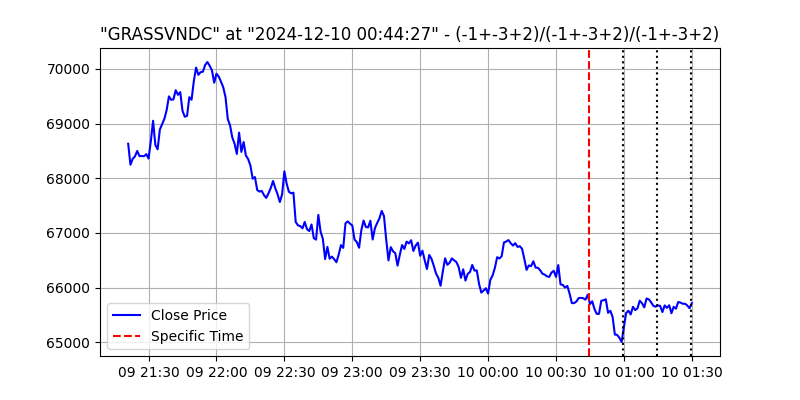 "GRASSVNDC" at "2024-12-10 00:44:27" - (-1+-3+2)/(-1+-3+2)/(-1+-3+2)
70000
69000
68000
67000
66000
65000
Close Price
Specific Time
09 21:30 09 22:00 09 22:30 09 23:00 09 23:30 10 00:00 10 00:30 10 01:00 10 01:30